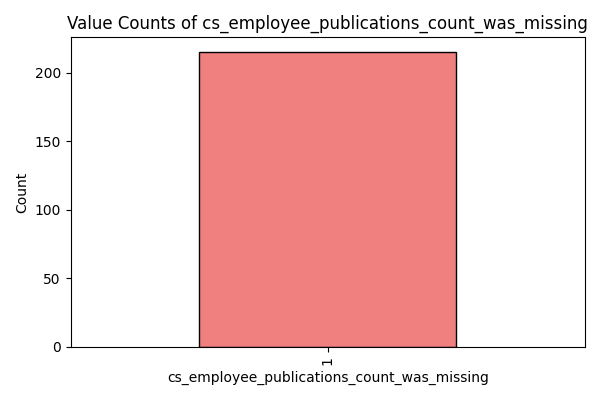 Value Counts of cs_employee_publications_count_was_missing
200
150
100
50
0
Count
1
cs_employee_publications_count_was_missing